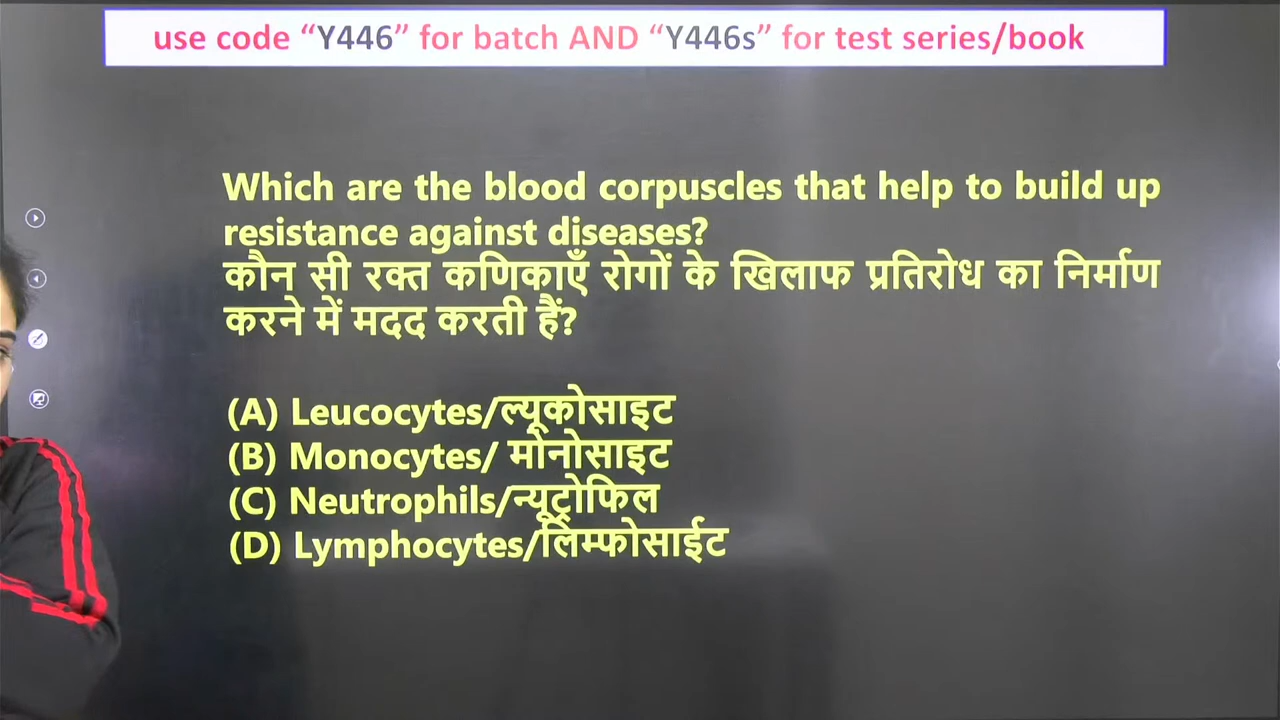 use code “Y446” for batch AND “Y446s” for test series/book
Which are the blood corpuscles that help to build up
resistance against diseases?
कौन सी रक्त कणिकाएँ रोगों के खिलाफ प्रतिरोध का निर्माण
करने में मदद करती हैं?
(A) Leucocytes/ल्यूकोसाइट
(B) Monocytes/ मोनोसाइट
(C) Neutrophils/न्यूट्रोफिल
(D) Lymphocytes/लिम्फोसाईट